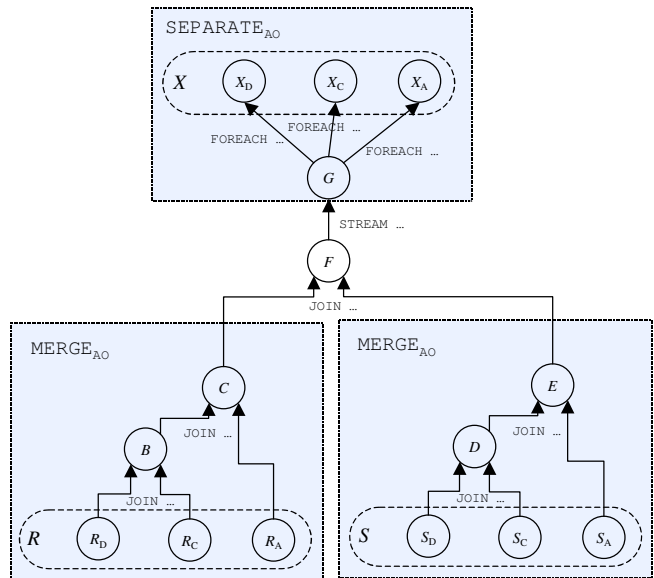 SEPARATE_AO
X X_D X_C X_A
FOREACH …
FOREACH …
FOREACH …
G
STREAM …
F
JOIN …
MERGE_AO
C
JOIN …
B
JOIN …
R R_D R_C R_A
MERGE_AO
E
JOIN …
D
JOIN …
S S_D S_C S_A